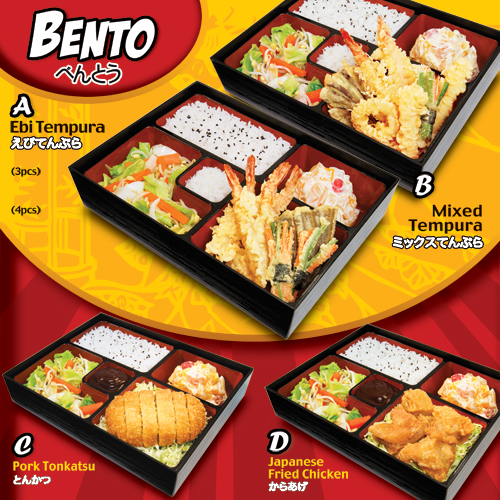 BENTO
べんとう
A
Ebi Tempura
えびてんぷら
(3pcs)
(4pcs)
B
Mixed
Tempura
ミックスてんぷら
C
Pork Tonkatsu
とんかつ
D
Japanese
Fried Chicken
からあげ